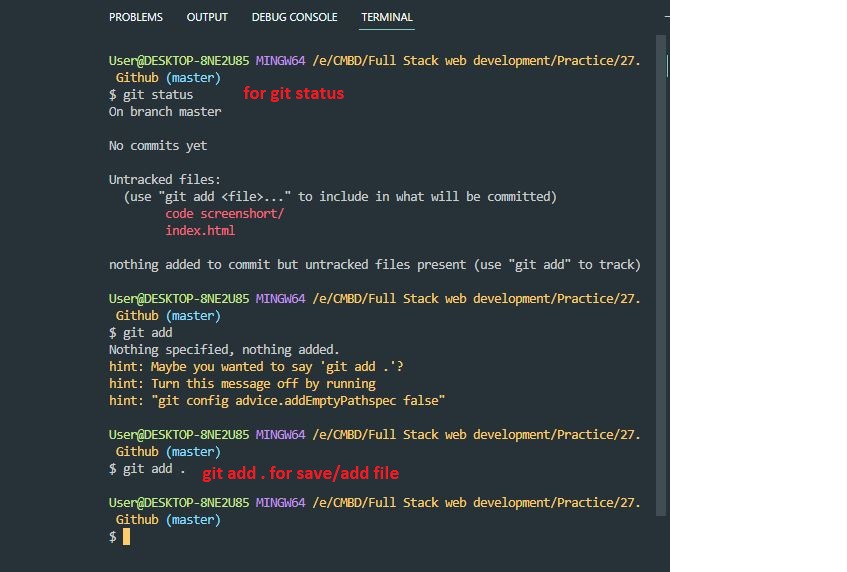 PROBLEMS OUTPUT DEBUG CONSOLE TERMINAL
User@DESKTOP-8NE2U85 MINGW64 /e/CMBD/Full Stack web development/Practice/27.
Github (master)
$ git status for git status
On branch master
No commits yet
Untracked files:
(use "git add <file>..." to include in what will be committed)
code screenshort/
index.html
nothing added to commit but untracked files present (use "git add" to track)
User@DESKTOP-8NE2U85 MINGW64 /e/CMBD/Full Stack web development/Practice/27.
Github (master)
$ git add
Nothing specified, nothing added.
hint: Maybe you wanted to say 'git add .'?
hint: Turn this message off by running
hint: "git config advice.addEmptyPathspec false"
User@DESKTOP-8NE2U85 MINGW64 /e/CMBD/Full Stack web development/Practice/27.
Github (master)
$ git add . git add . for save/add file
User@DESKTOP-8NE2U85 MINGW64 /e/CMBD/Full Stack web development/Practice/27.
Github (master)
$